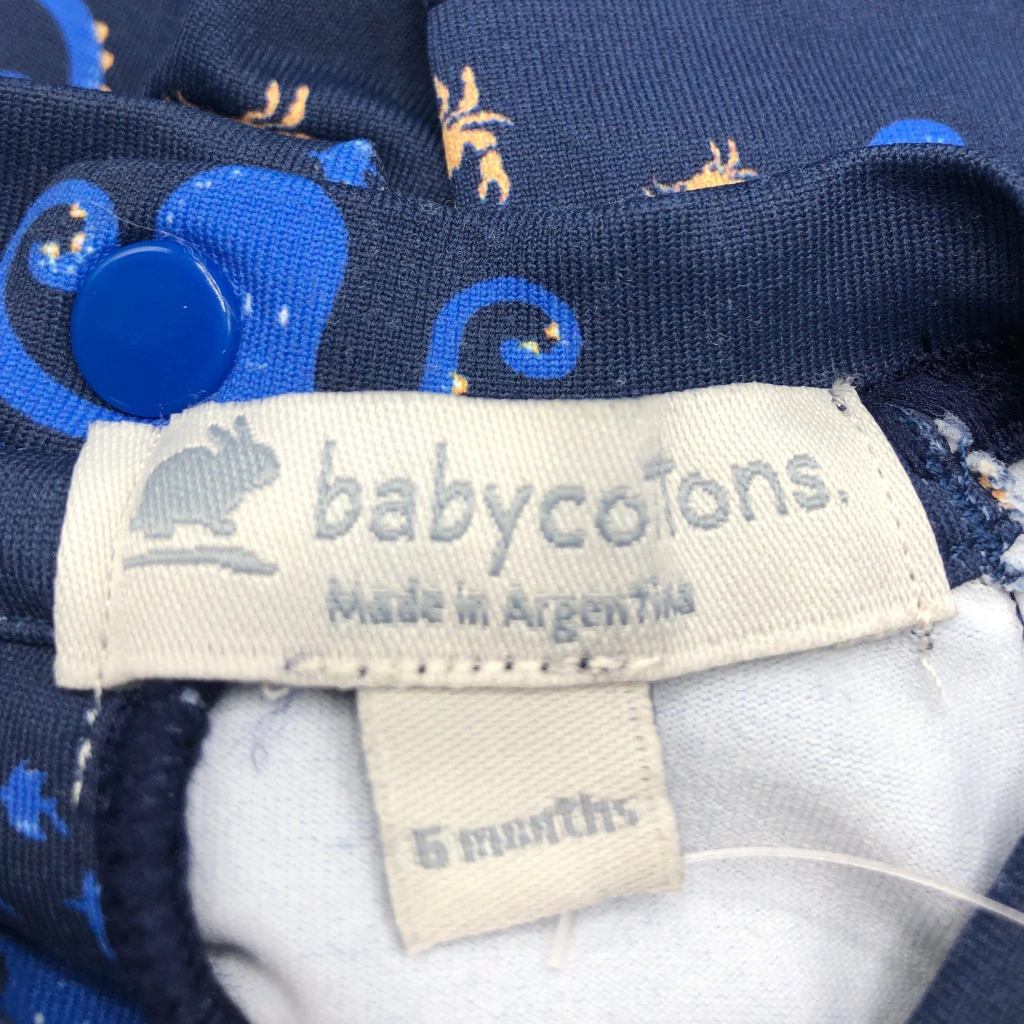 babycottons.
Made in Argentina
6 months